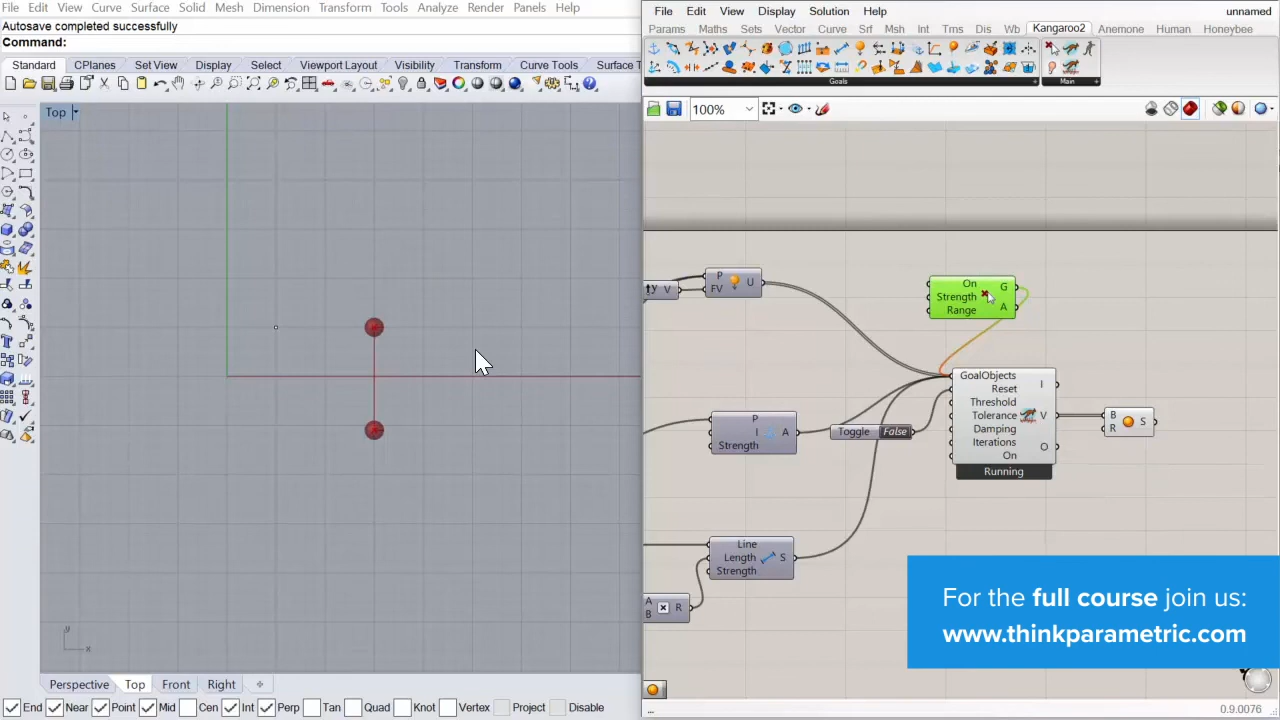 File Edit View Curve Surface Solid Mesh Dimension Transform Tools Analyze Render Panels Help
Autosave completed successfully
Command:
Standard CPlanes Set View Display Select Viewport Layout Visibility Transform Curve Tools Surface T
Top
y
x
Perspective Top Front Right
End Near Point Mid Cen Int Perp Tan Quad Knot Vertex Project Disable
File Edit View Display Solution Help unnamed
Params Maths Sets Vector Curve Srf Msh Int Trns Dis Wb Kangaroo2 Anemone Human Honeybee
Goals Main
100%
V
P
FV
U
On
Strength
Range
G
A
P
I
Strength
A
Toggle False
GoalObjects
Reset
Threshold
Tolerance
Damping
Iterations
On
I
V
O
Running
B
R
S
Line
Length
Strength
S
A
B
R
For the full course join us:
www.thinkparametric.com
... 0.9.0076